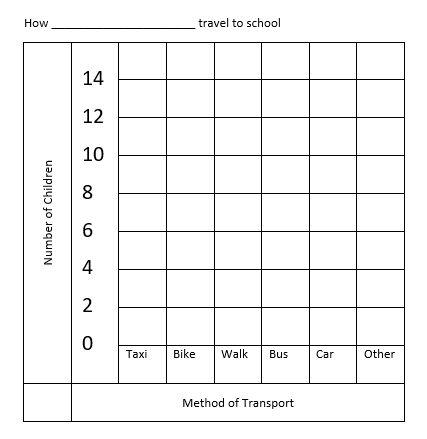 How ______________________ travel to school
Number of Children
14
12
10
8
6
4
2
0
Taxi Bike Walk Bus Car Other
Method of Transport